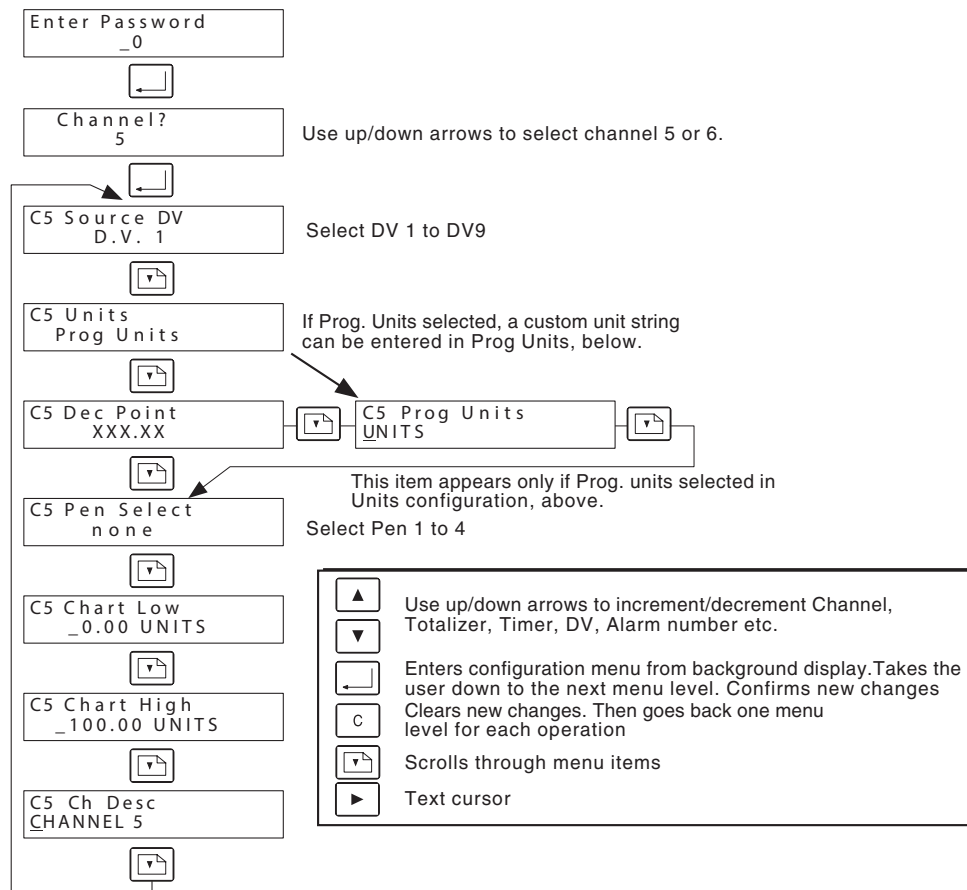 Enter Password
_0
Channel?
5
Use up/down arrows to select channel 5 or 6.
C5 Source DV
D.V. 1
Select DV 1 to DV9
C5 Units
Prog Units
If Prog. Units selected, a custom unit string
can be entered in Prog Units, below.
C5 Dec Point
XXX.XX
C5 Prog Units
UNITS
This item appears only if Prog. units selected in
Units configuration, above.
C5 Pen Select
none
Select Pen 1 to 4
C5 Chart Low
_0.00 UNITS
C5 Chart High
_100.00 UNITS
C5 Ch Desc
CHANNEL 5
Use up/down arrows to increment/decrement Channel,
Totalizer, Timer, DV, Alarm number etc.
Enters configuration menu from background display.Takes the
user down to the next menu level. Confirms new changes
C
Clears new changes. Then goes back one menu
level for each operation
Scrolls through menu items
Text cursor